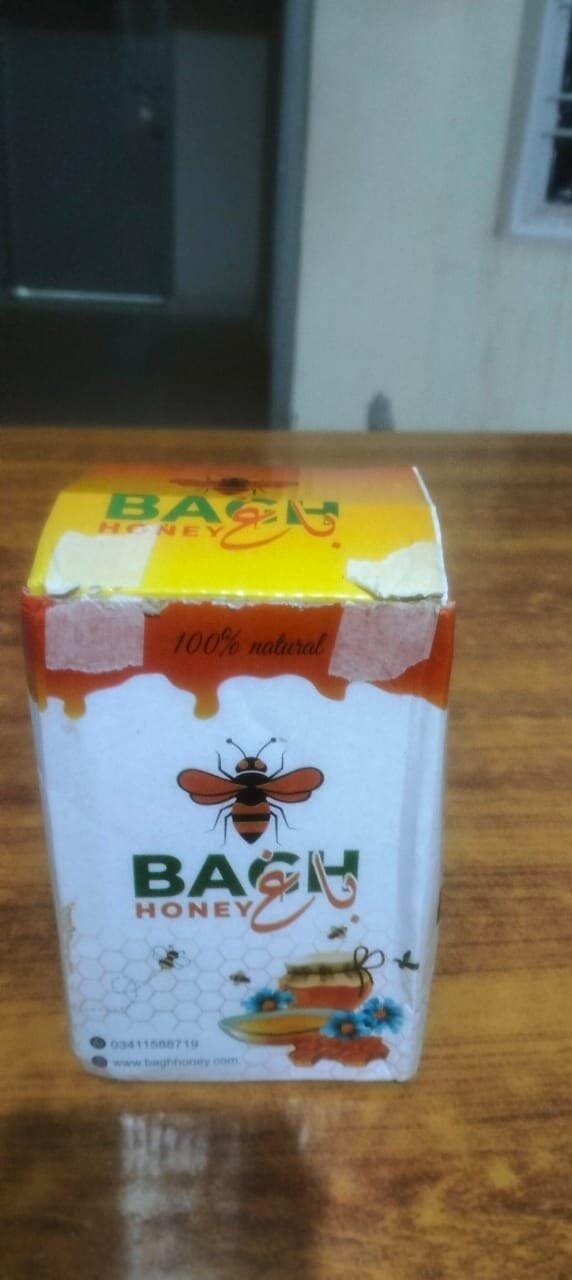 BAGH باغ
HONEY
100% natural
BAGH باغ
HONEY
03411588719
www.baghhoney.com